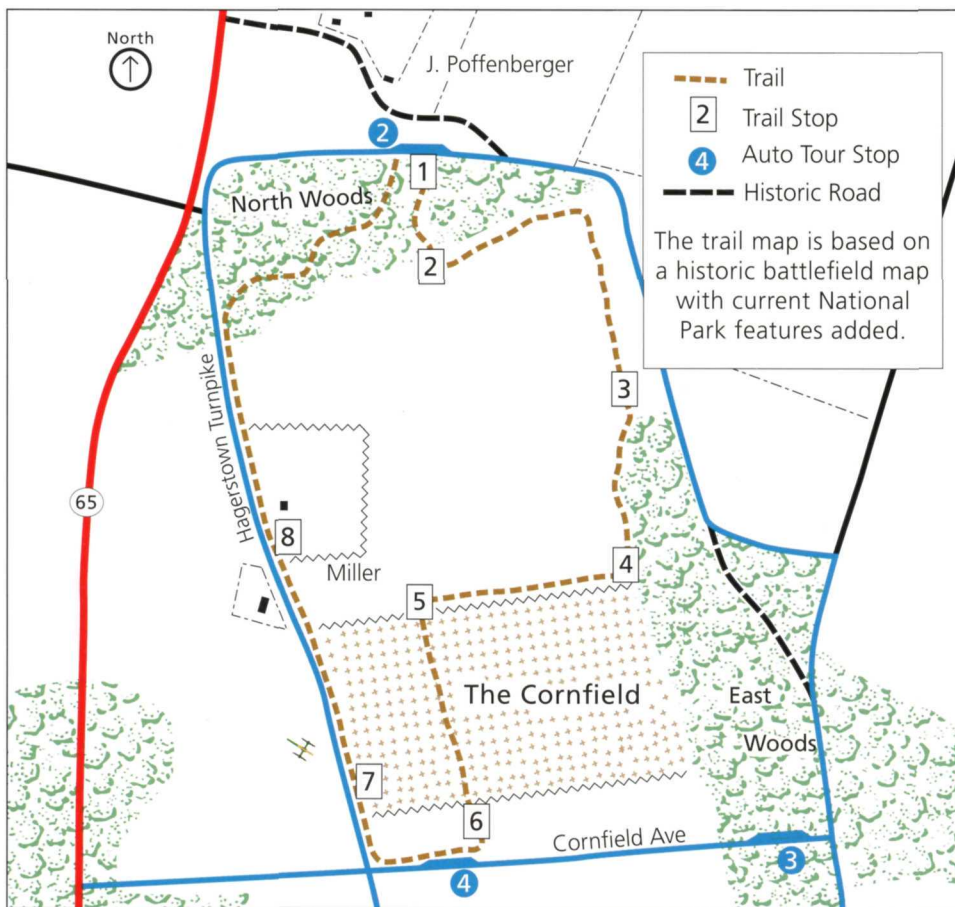 North
J. Poffenberger
Trail
2
Trail Stop
4
Auto Tour Stop
Historic Road
The trail map is based on
a historic battlefield map
with current National
Park features added.
2
1
North Woods
2
3
Hagerstown Turnpike
65
8
Miller
4
5
The Cornfield
East
Woods
7
6
Cornfield Ave
4
3